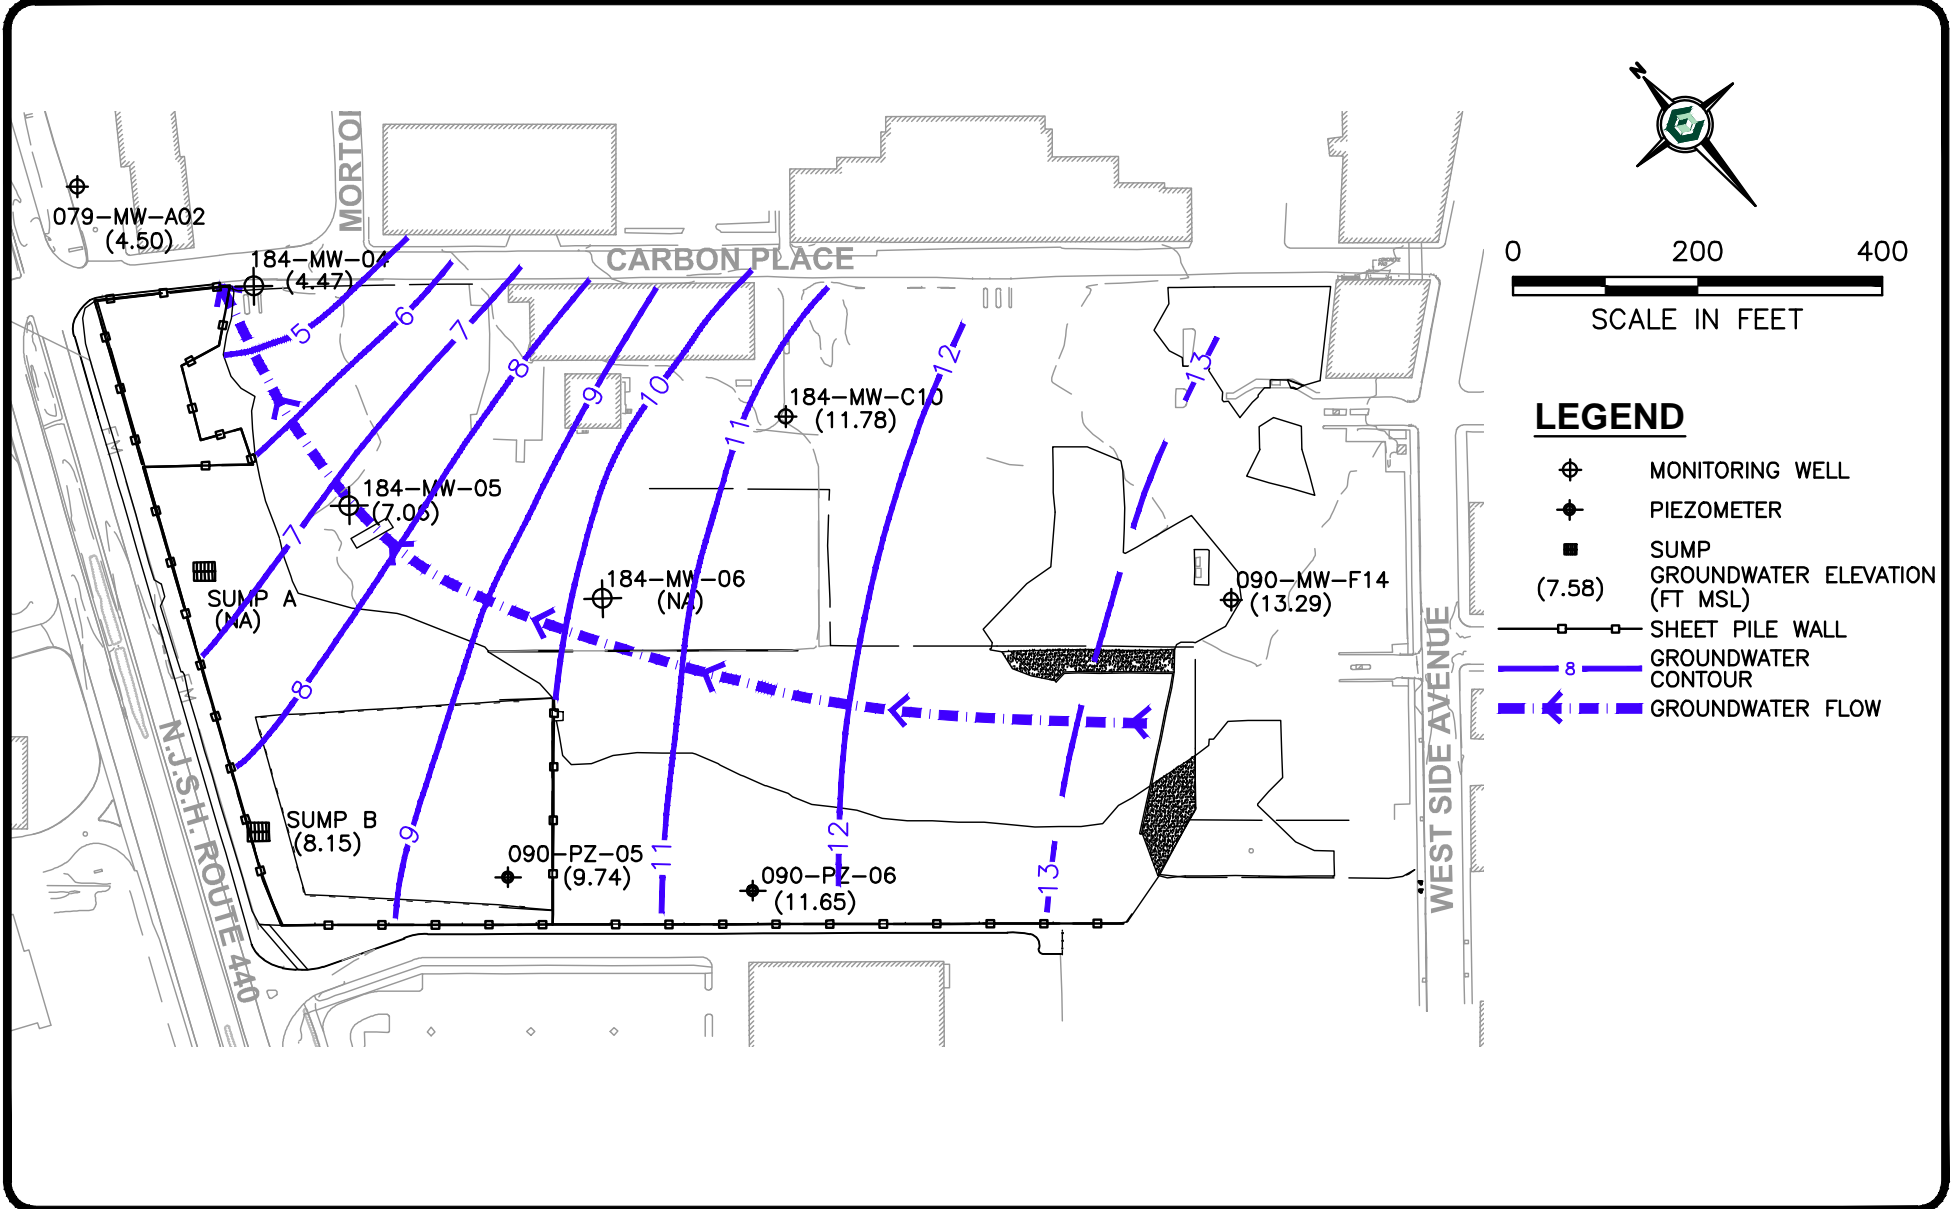 N
MORTO
079-MW-A02
(4.50)
184-MW-04
(4.47)
CARBON PLACE
0 200 400
SCALE IN FEET
5
6
7
8
9
10
11
12
13
184-MW-C10
(11.78)
LEGEND
MONITORING WELL
PIEZOMETER
SUMP
(7.58)
GROUNDWATER ELEVATION
(FT MSL)
SHEET PILE WALL
8
GROUNDWATER
CONTOUR
GROUNDWATER FLOW
FM
184-MW-05
7
184-MW-06
(NA)
090-MW-F14
(13.29)
SUMP A
(NA)
8
FM
WEST SIDE AVENUE
N.J.S.H. ROUTE 440
SUMP B
(8.15)
9
090-PZ-05
(9.74)
11
090-PZ-06
(11.65)
12
13